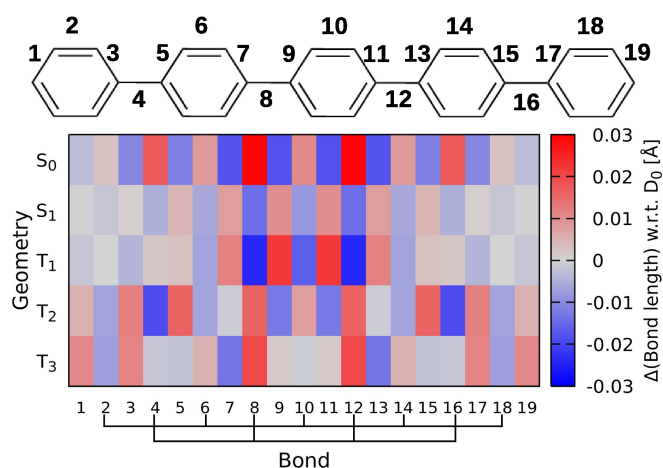 2 6 10 14 18
1 3 5 7 9 11 13 15 17 19
4 8 12 16
S₀
S₁
T₁
T₂
T₃
Geometry
0.03
0.02
0.01
0
-0.01
-0.02
-0.03
Δ(Bond length) w.r.t. D₀ [Å]
1 2 3 4 5 6 7 8 9 10 11 12 13 14 15 16 17 18 19
Bond